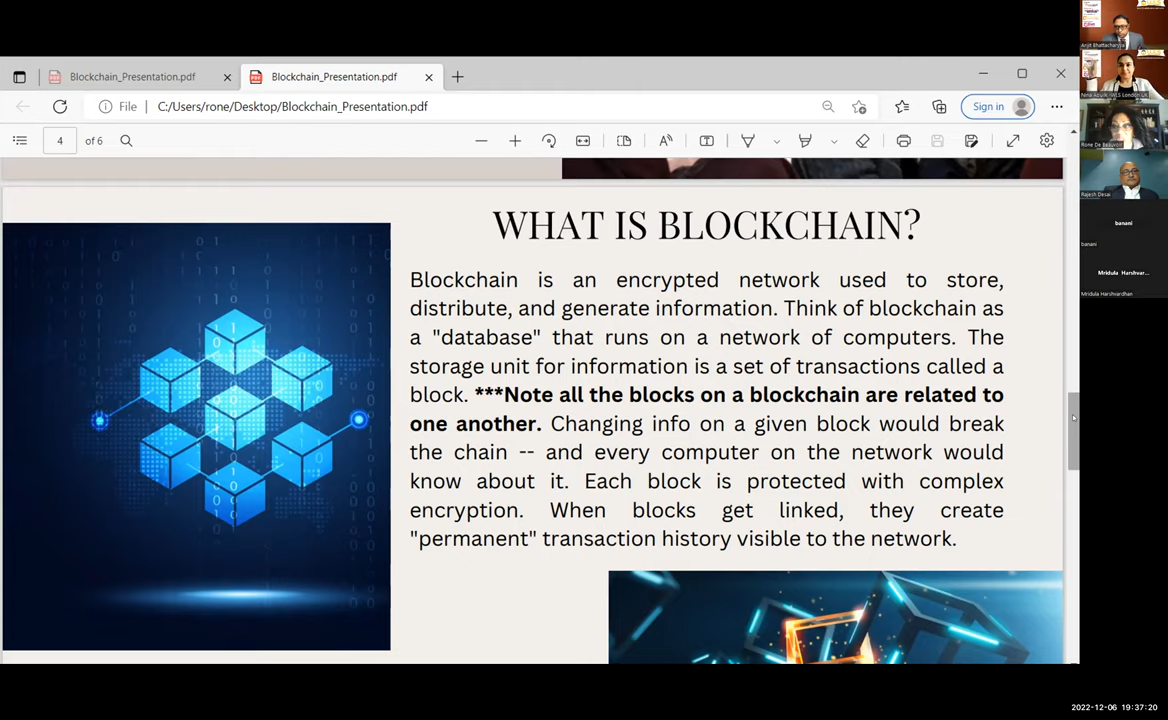 Blockchain_Presentation.pdf
Blockchain_Presentation.pdf
File
C:/Users/rone/Desktop/Blockchain_Presentation.pdf
Sign in
4 of 6
WHAT IS BLOCKCHAIN?
Blockchain is an encrypted network used to store,
distribute, and generate information. Think of blockchain as
a "database" that runs on a network of computers. The
storage unit for information is a set of transactions called a
block. ***Note all the blocks on a blockchain are related to
one another. Changing info on a given block would break
the chain -- and every computer on the network would
know about it. Each block is protected with complex
encryption. When blocks get linked, they create
"permanent" transaction history visible to the network.
Rajesh Desai
banani
banani
Mridula Harshvar...
Mridula Harshvardhan
2022-12-06 19:37:20